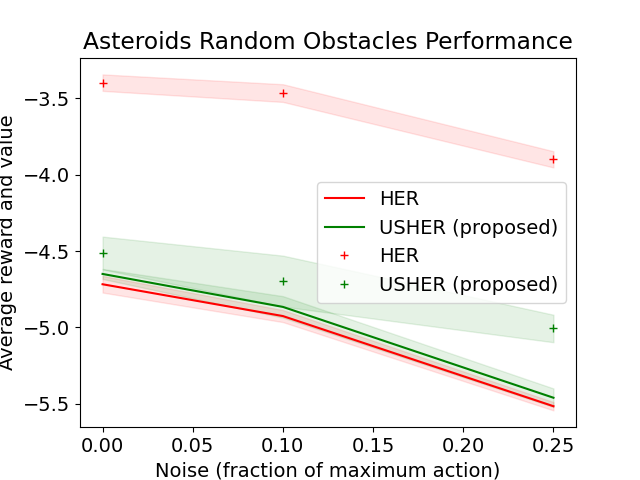 Asteroids Random Obstacles Performance
Average reward and value
−3.5
−4.0
−4.5
−5.0
−5.5
HER
USHER (proposed)
HER
USHER (proposed)
0.00 0.05 0.10 0.15 0.20 0.25
Noise (fraction of maximum action)